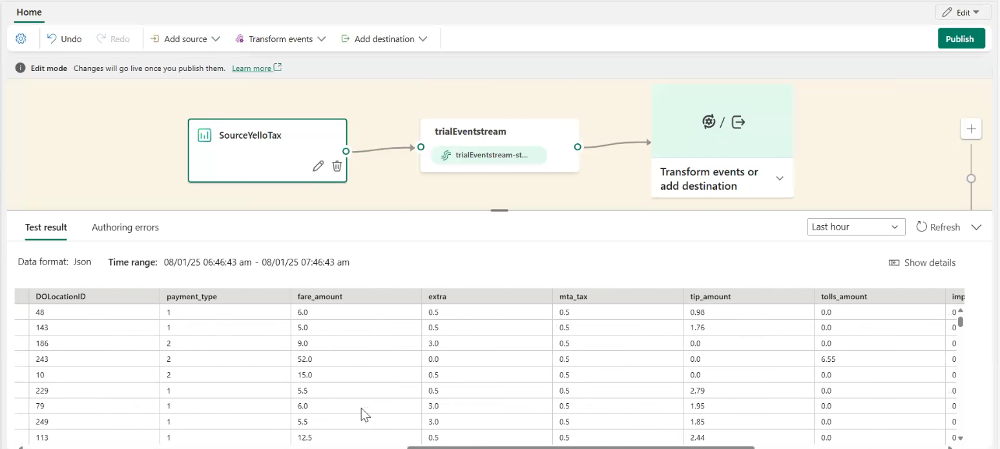 Home
Edit
Undo
Redo
Add source
Transform events
Add destination
Publish
Edit mode Changes will go live once you publish them. Learn more
SourceYelloTax
trialEventstream
trialEventstream-st...
/
Transform events or
add destination
Test result
Authoring errors
Last hour
Refresh
Data format: Json
Time range: 08/01/25 06:46:43 am - 08/01/25 07:46:43 am
Show details
DOLocationID payment_type fare_amount extra mta_tax tip_amount tolls_amount imp
48 1 6.0 0.5 0.5 0.98 0.0 0
143 1 5.0 0.5 0.5 1.76 0.0 0
186 2 9.0 3.0 0.5 0.0 0.0 0
243 2 52.0 0.0 0.5 0.0 6.55 0
10 2 15.0 0.5 0.5 0.0 0.0 0
229 1 5.5 0.5 0.5 2.79 0.0 0
79 1 6.0 3.0 0.5 1.95 0.0 0
249 1 5.5 3.0 0.5 1.85 0.0 0
113 1 12.5 0.5 0.5 2.44 0.0 0